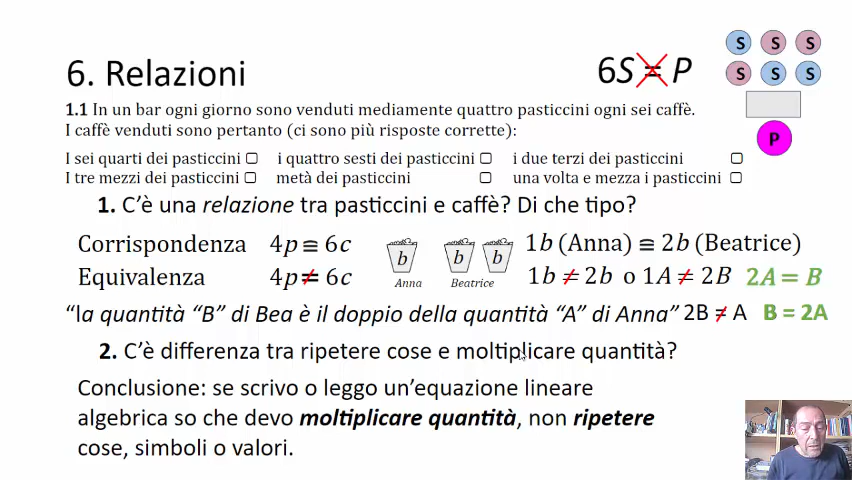 6. Relazioni
6S = P
S S S
S S S
P
1.1 In un bar ogni giorno sono venduti mediamente quattro pasticcini ogni sei caffè.
I caffè venduti sono pertanto (ci sono più risposte corrette):
I sei quarti dei pasticcini ▢ i quattro sesti dei pasticcini ▢ i due terzi dei pasticcini ▢
I tre mezzi dei pasticcini ▢ metà dei pasticcini ▢ una volta e mezza i pasticcini ▢
1. C'è una relazione tra pasticcini e caffè? Di che tipo?
Corrispondenza 4p ≘ 6c
b b b
Anna Beatrice
1b (Anna) ≘ 2b (Beatrice)
Equivalenza 4p ≠ 6c
1b ≠ 2b o 1A ≠ 2B 2A = B
"la quantità "B" di Bea è il doppio della quantità "A" di Anna" 2B ≠ A B = 2A
2. C'è differenza tra ripetere cose e moltiplicare quantità?
Conclusione: se scrivo o leggo un'equazione lineare
algebrica so che devo moltiplicare quantità, non ripetere
cose, simboli o valori.